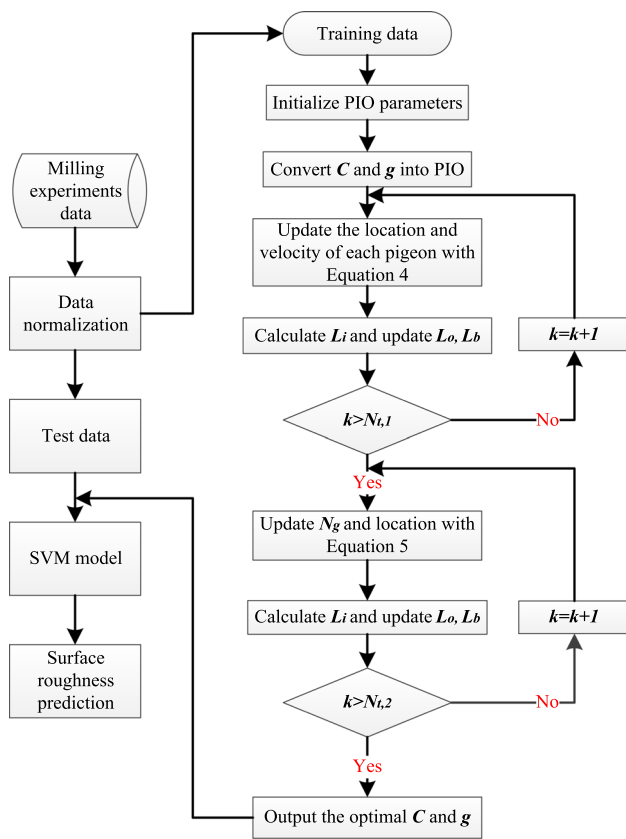 Training data
Initialize PIO parameters
Convert C and g into PIO
Update the location and
velocity of each pigeon with
Equation 4
Calculate Li and update Lo, Lb
k=k+1
k>Nt,1
No
Yes
Update Ng and location with
Equation 5
Calculate Li and update Lo, Lb
k=k+1
k>Nt,2
No
Yes
Output the optimal C and g
Milling
experiments
data
Data
normalization
Test data
SVM model
Surface
roughness
prediction